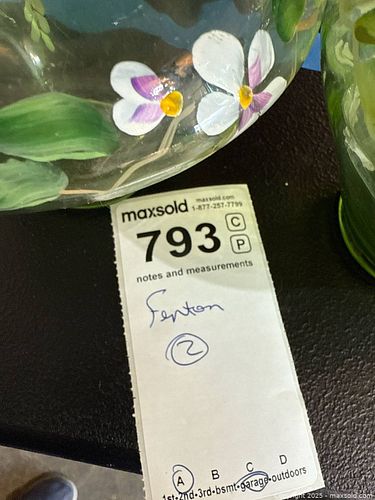 maxsold maxsold.com
1-877-257-7799
793 C
P
notes and measurements
Fenton
2
A B C D
1st-2nd-3rd-bsmt-garage-outdoors
2025 - maxsold.com